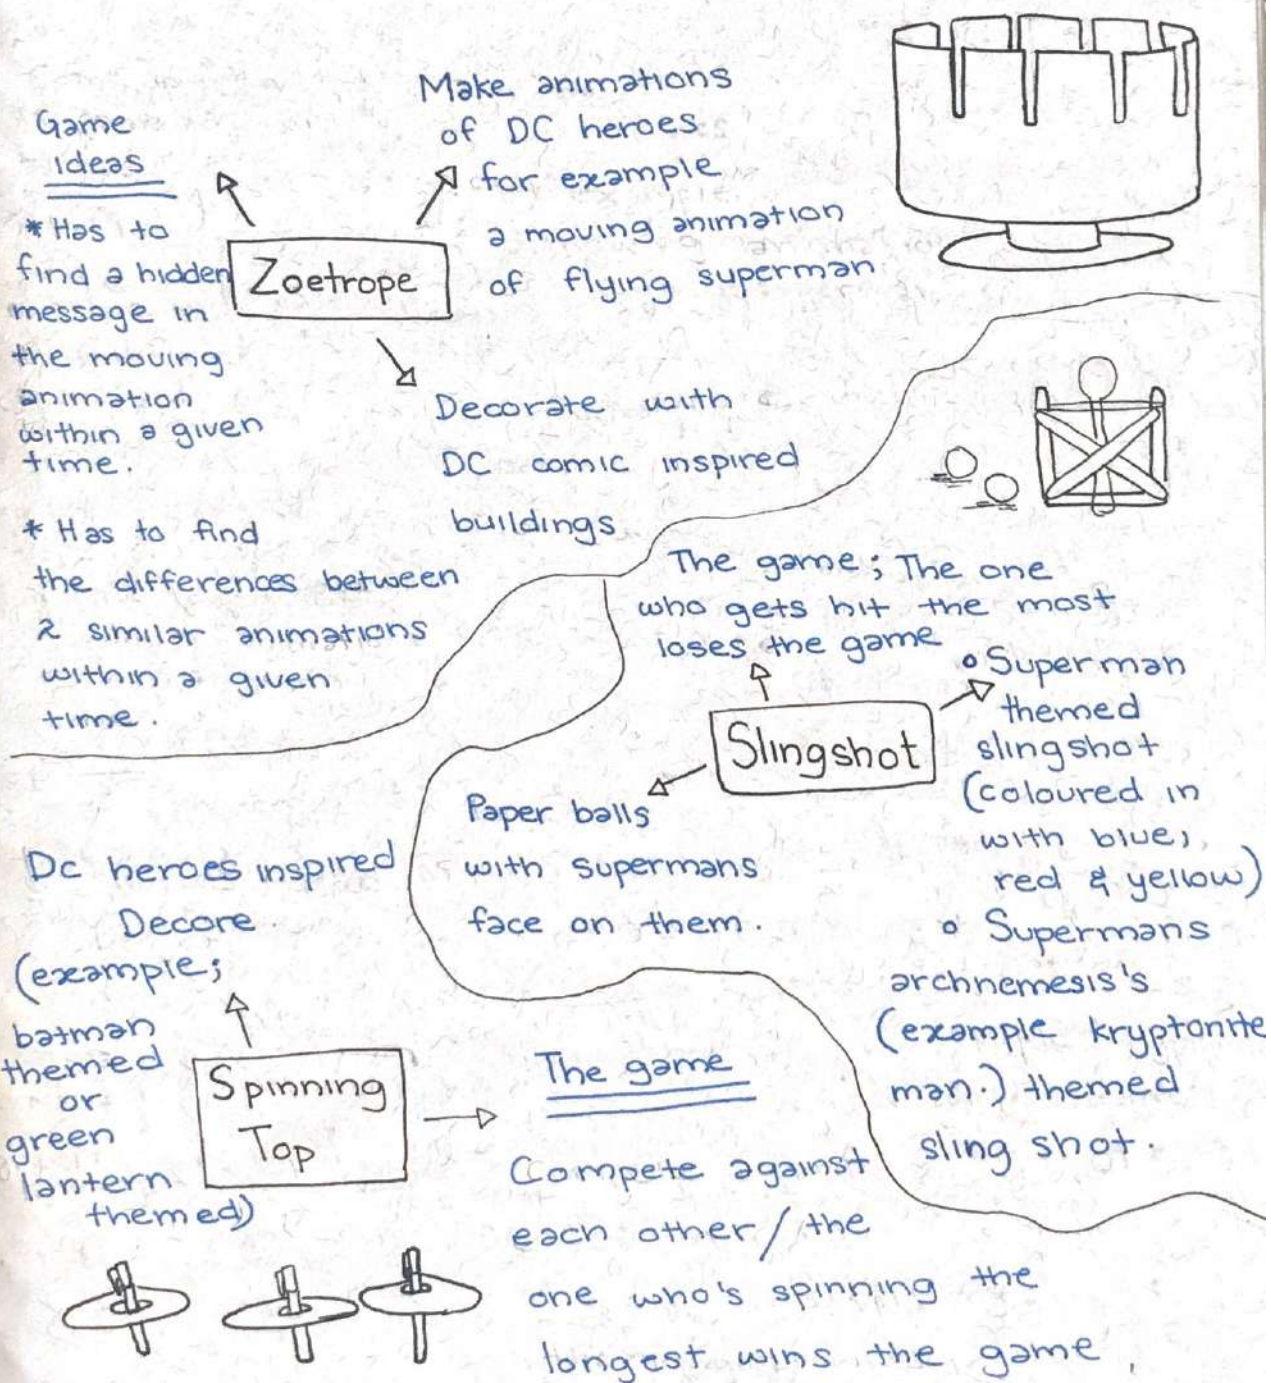 Game
ideas
* Has to
find a hidden
message in
the moving
animation
within a given
time.
* Has to find
the differences between
2 similar animations
within a given
time.
Zoetrope
Make animations
of DC heroes
for example
a moving animation
of flying superman
Decorate with
DC comic inspired
buildings
The game; The one
who gets hit the most
loses the game
Slingshot
Paper balls
with supermans
face on them.
Superman
themed
slingshot
(coloured in
with blue,
red & yellow)
Supermans
archnemesis's
(example kryptonite
man.) themed
sling shot.
Dc heroes inspired
Decore.
(example;
batman
themed
or
green
lantern
themed)
Spinning
Top
The game
Compete against
each other/the
one who's spinning the
longest wins the game,